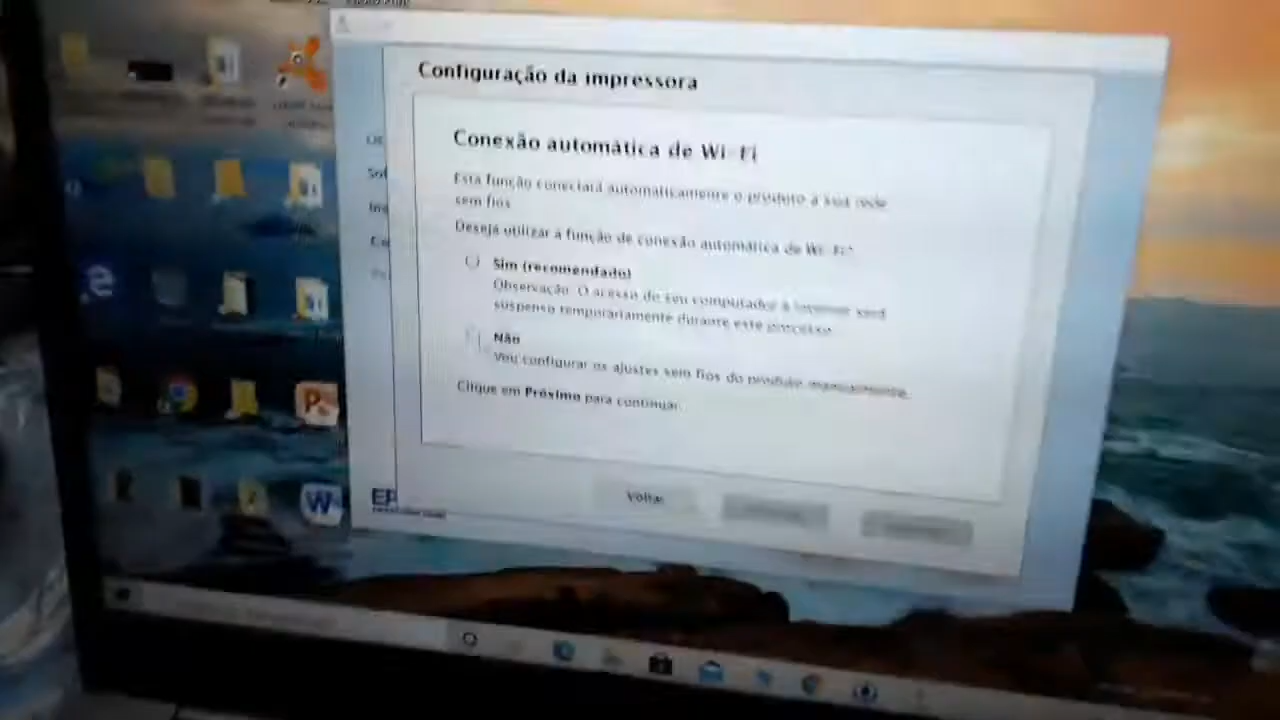 Configuração da impressora
Conexão automática de Wi-Fi
Esta função conectará automaticamente o produto à sua rede
sem fios.
Deseja utilizar a função de conexão automática de Wi-Fi?
Sim (recomendado)
Observação: O acesso do seu computador à Internet será
suspenso temporariamente durante este processo.
Não
Vou configurar os ajustes sem fios do produto manualmente.
Clique em Próximo para continuar.
Voltar
EP